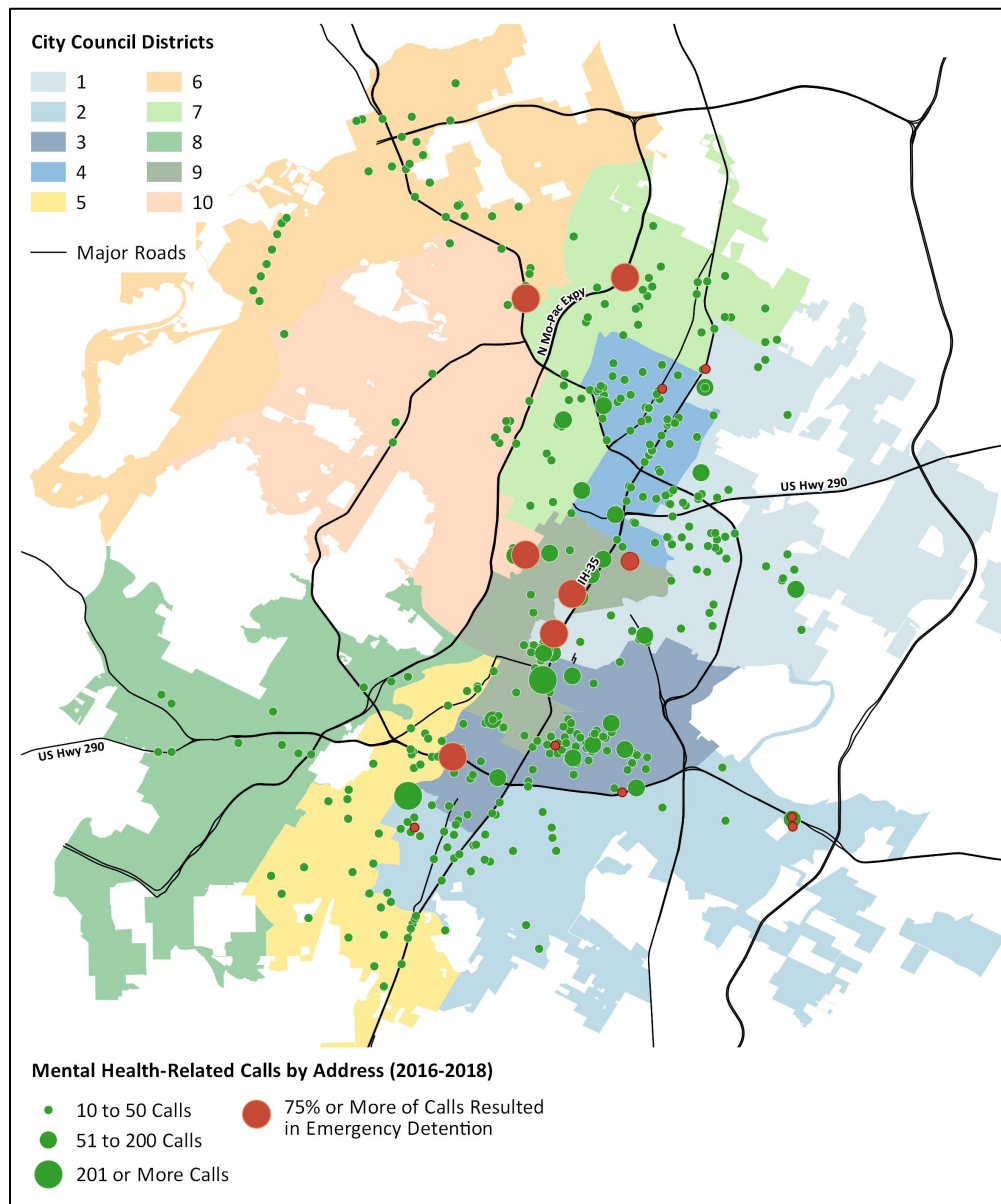 City Council Districts
1 6
2 7
3 8
4 9
5 10
Major Roads
N Mo-Pac Expy
US Hwy 290
IH-35
US Hwy 290
Mental Health-Related Calls by Address (2016-2018)
10 to 50 Calls
51 to 200 Calls
201 or More Calls
75% or More of Calls Resulted
in Emergency Detention